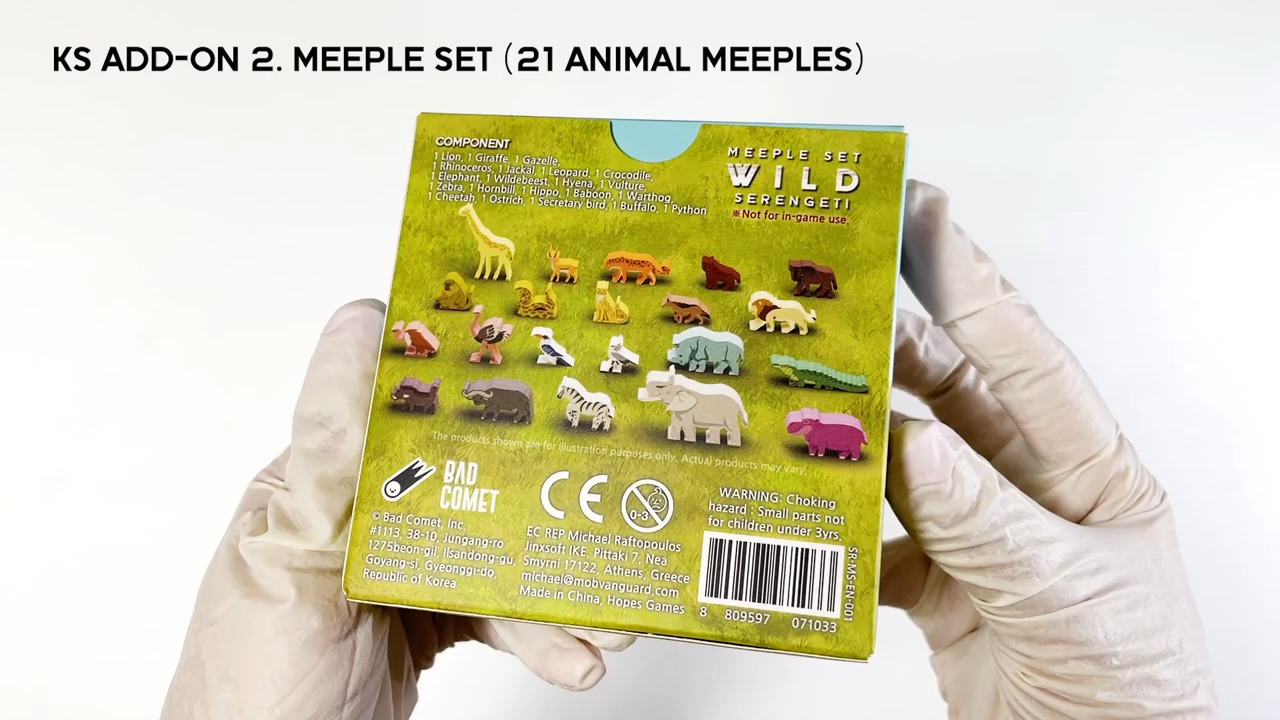 KS ADD-ON 2. MEEPLE SET (21 ANIMAL MEEPLES)
COMPONENT
1 Lion, 1 Giraffe, 1 Gazelle,
1 Rhinoceros, 1 Jackal, 1 Leopard, 1 Crocodile,
1 Elephant, 1 Wildebeest, 1 Hyena, 1 Vulture,
1 Zebra, 1 Hornbill, 1 Hippo, 1 Baboon, 1 Warthog,
1 Cheetah, 1 Ostrich, 1 Secretary bird, 1 Buffalo, 1 Python
MEEPLE SET
WILD
SERENGETI
※Not for in-game use.
The products shown are for illustration purposes only. Actual products may vary.
BAD
COMET
© Bad Comet, Inc.
#1113, 38-10, Jungang-ro
1275beon-gil, Ilsandong-gu,
Goyang-si, Gyeonggi-do,
Republic of Korea
CE
0-3
EC REP Michael Raftopoulos
Jinxsoft IKE, Pittaki 7, Nea
Smyrni 17122, Athens, Greece
michael@mobvanguard.com
Made in China, Hopes Games
WARNING: Choking
hazard : Small parts not
for children under 3yrs.
8 809597 071033
SR-MS-EN-001